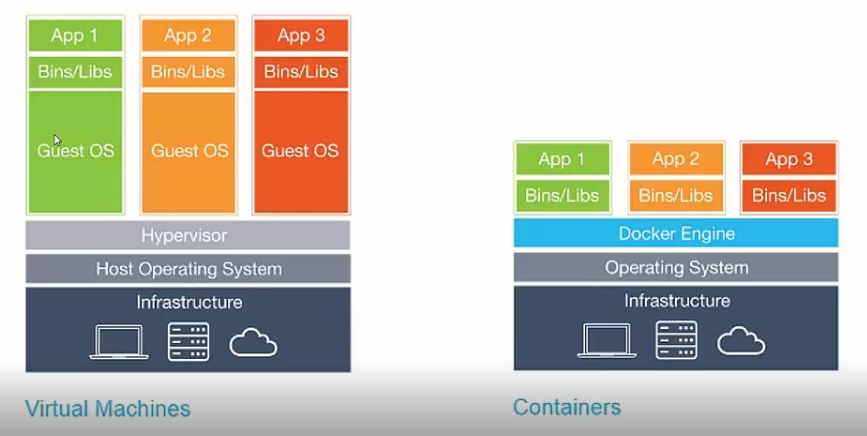 App 1
App 2
App 3
Bins/Libs
Bins/Libs
Bins/Libs
Guest OS
Guest OS
Guest OS
Hypervisor
Host Operating System
Infrastructure
Virtual Machines
App 1
App 2
App 3
Bins/Libs
Bins/Libs
Bins/Libs
Docker Engine
Operating System
Infrastructure
Containers